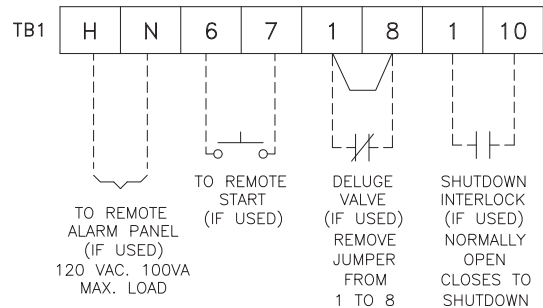 TB1 H N 6 7 1 8 1 10
TO REMOTE
ALARM PANEL
(IF USED)
120 VAC. 100VA
MAX. LOAD
TO REMOTE
START
(IF USED)
DELUGE
VALVE
(IF USED)
REMOVE
JUMPER
FROM
1 TO 8
SHUTDOWN
INTERLOCK
(IF USED)
NORMALLY
OPEN
CLOSES TO
SHUTDOWN